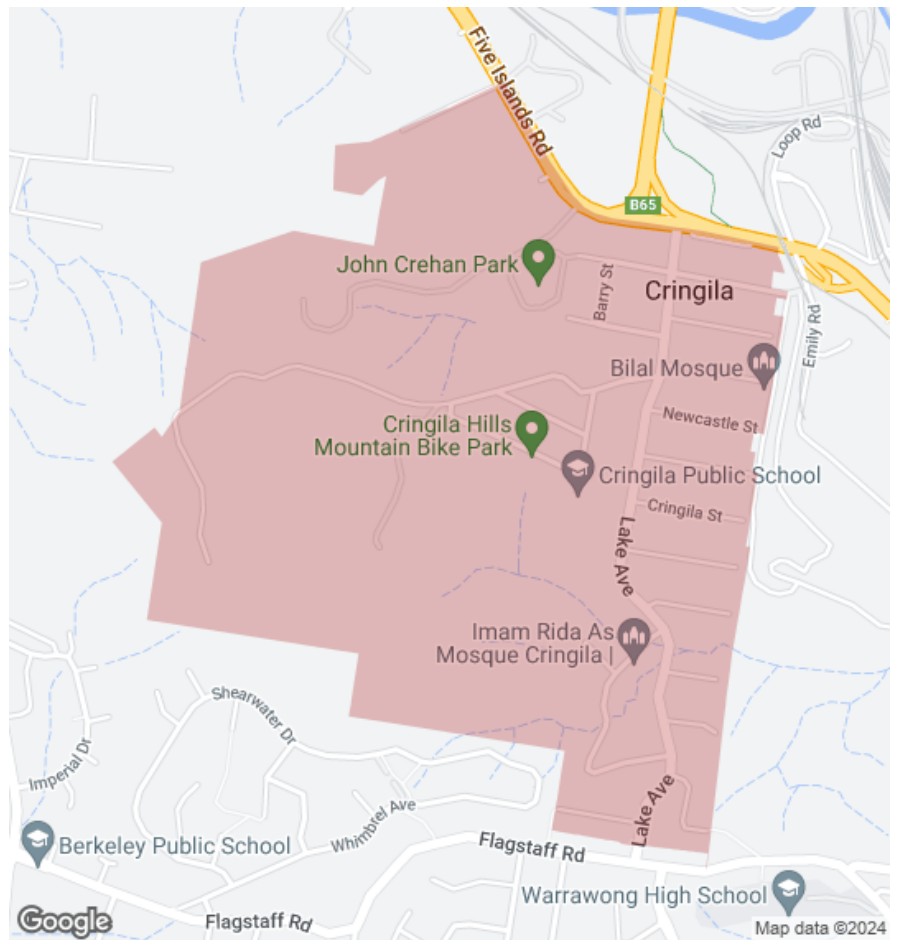 Five Islands Rd
Loop Rd
B65
John Crehan Park
Barry St
Cringila
Emily Rd
Bilal Mosque
Newcastle St
Cringila Hills
Mountain Bike Park
Cringila Public School
Cringila St
Lake Ave
Imam Rida As
Mosque Cringila |
Shearwater Dr
Imperial Dr
Lake Ave
Whimbrel Ave
Berkeley Public School
Flagstaff Rd
Warrawong High School
Flagstaff Rd
Google
Map data ©2024